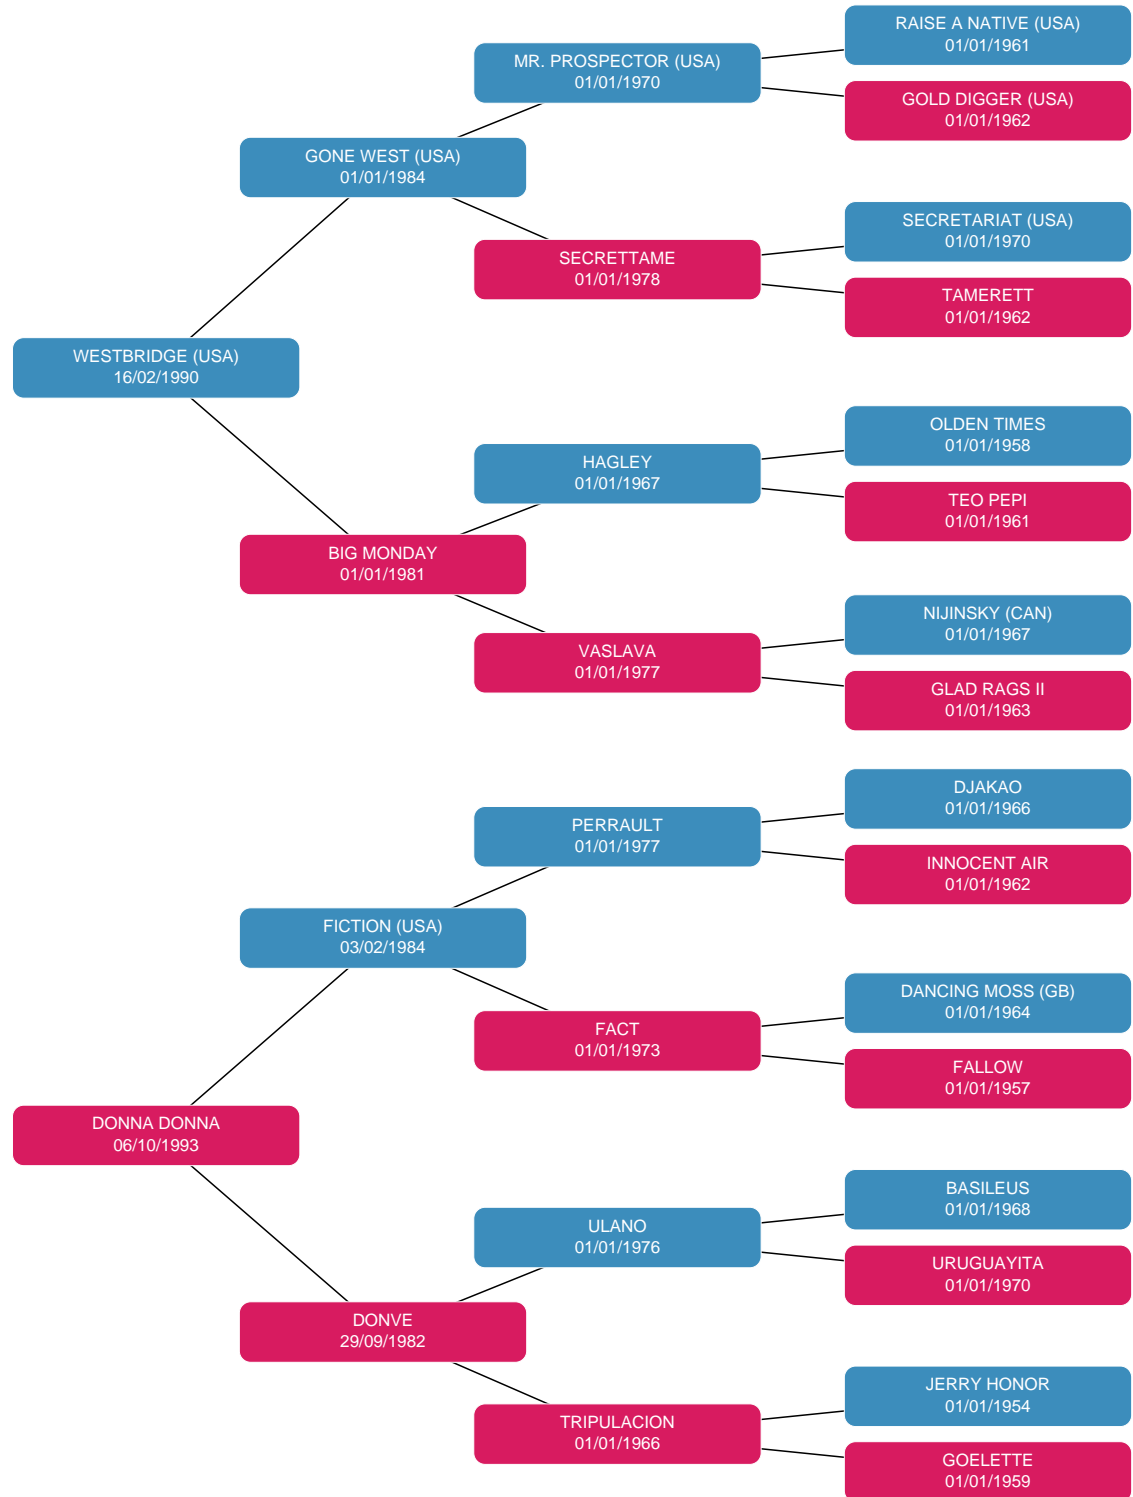 RAISE A NATIVE (USA)
01/01/1961
MR. PROSPECTOR (USA)
01/01/1970
GOLD DIGGER (USA)
01/01/1962
GONE WEST (USA)
01/01/1984
SECRETARIAT (USA)
01/01/1970
SECRETTAME
01/01/1978
TAMERETT
01/01/1962
WESTBRIDGE (USA)
16/02/1990
OLDEN TIMES
01/01/1958
HAGLEY
01/01/1967
TEO PEPI
01/01/1961
BIG MONDAY
01/01/1981
NIJINSKY (CAN)
01/01/1967
VASLAVA
01/01/1977
GLAD RAGS II
01/01/1963
DJAKAO
01/01/1966
PERRAULT
01/01/1977
INNOCENT AIR
01/01/1962
FICTION (USA)
03/02/1984
DANCING MOSS (GB)
01/01/1964
FACT
01/01/1973
FALLOW
01/01/1957
DONNA DONNA
06/10/1993
BASILEUS
01/01/1968
ULANO
01/01/1976
URUGUAYITA
01/01/1970
DONVE
29/09/1982
JERRY HONOR
01/01/1954
TRIPULACION
01/01/1966
GOELETTE
01/01/1959